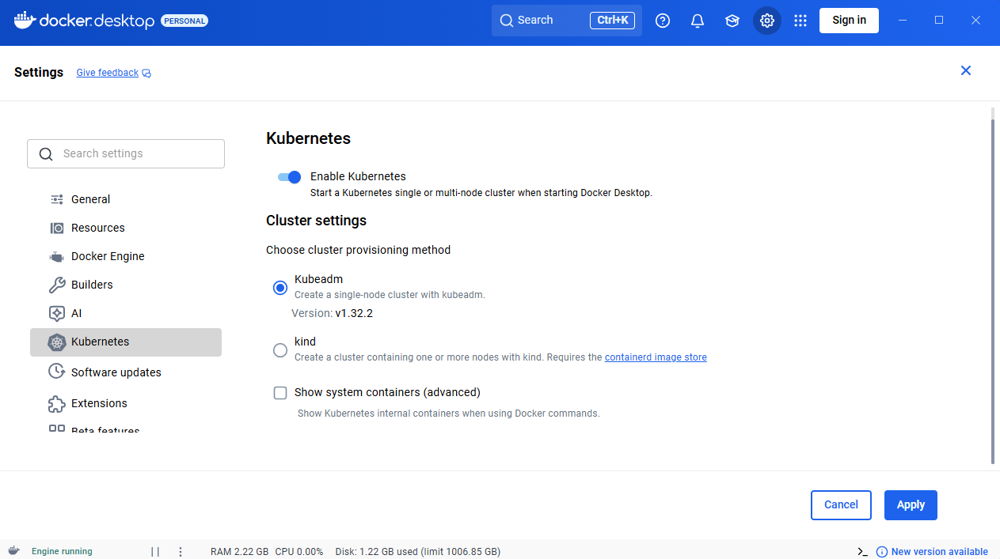 docker.desktop PERSONAL
Search Ctrl+K
Sign in
Settings Give feedback
Search settings
General
Resources
Docker Engine
Builders
AI
Kubernetes
Software updates
Extensions
Beta features
Kubernetes
Enable Kubernetes
Start a Kubernetes single or multi-node cluster when starting Docker Desktop.
Cluster settings
Choose cluster provisioning method
Kubeadm
Create a single-node cluster with kubeadm.
Version: v1.32.2
kind
Create a cluster containing one or more nodes with kind. Requires the containerd image store
Show system containers (advanced)
Show Kubernetes internal containers when using Docker commands.
Cancel Apply
Engine running RAM 2.22 GB CPU 0.00% Disk: 1.22 GB used (limit 1006.85 GB) New version available